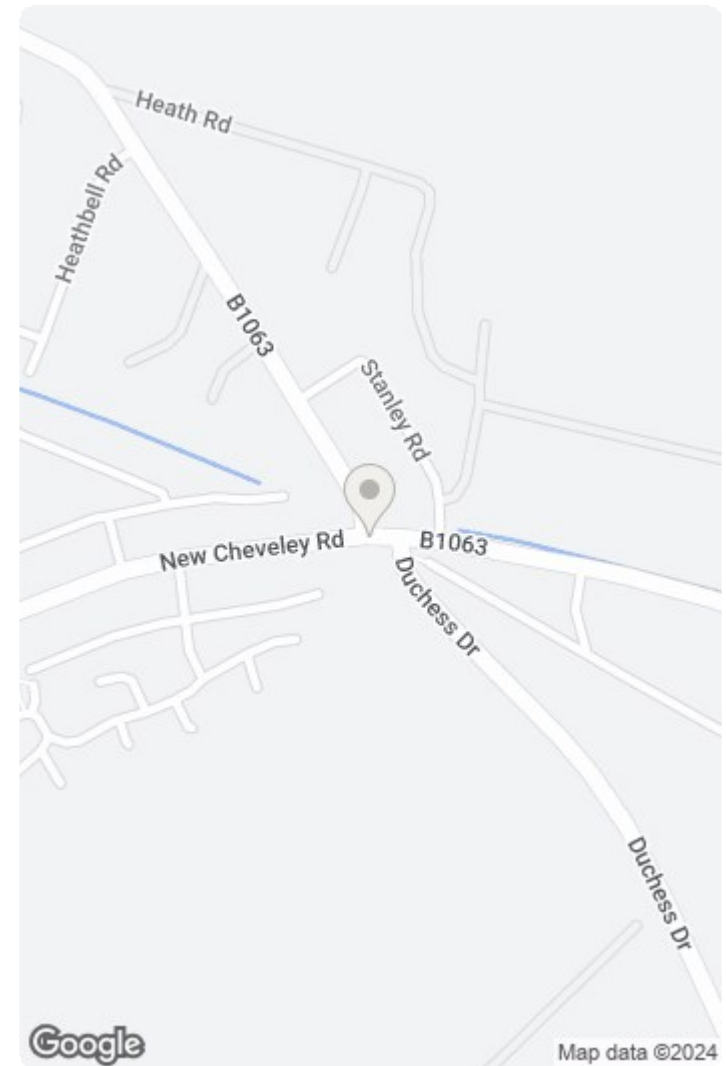 Heath Rd
Heathbell Rd
B1063
Stanley Rd
New Cheveley Rd
B1063
Duchess Dr
Duchess Dr
Google
Map data ©2024